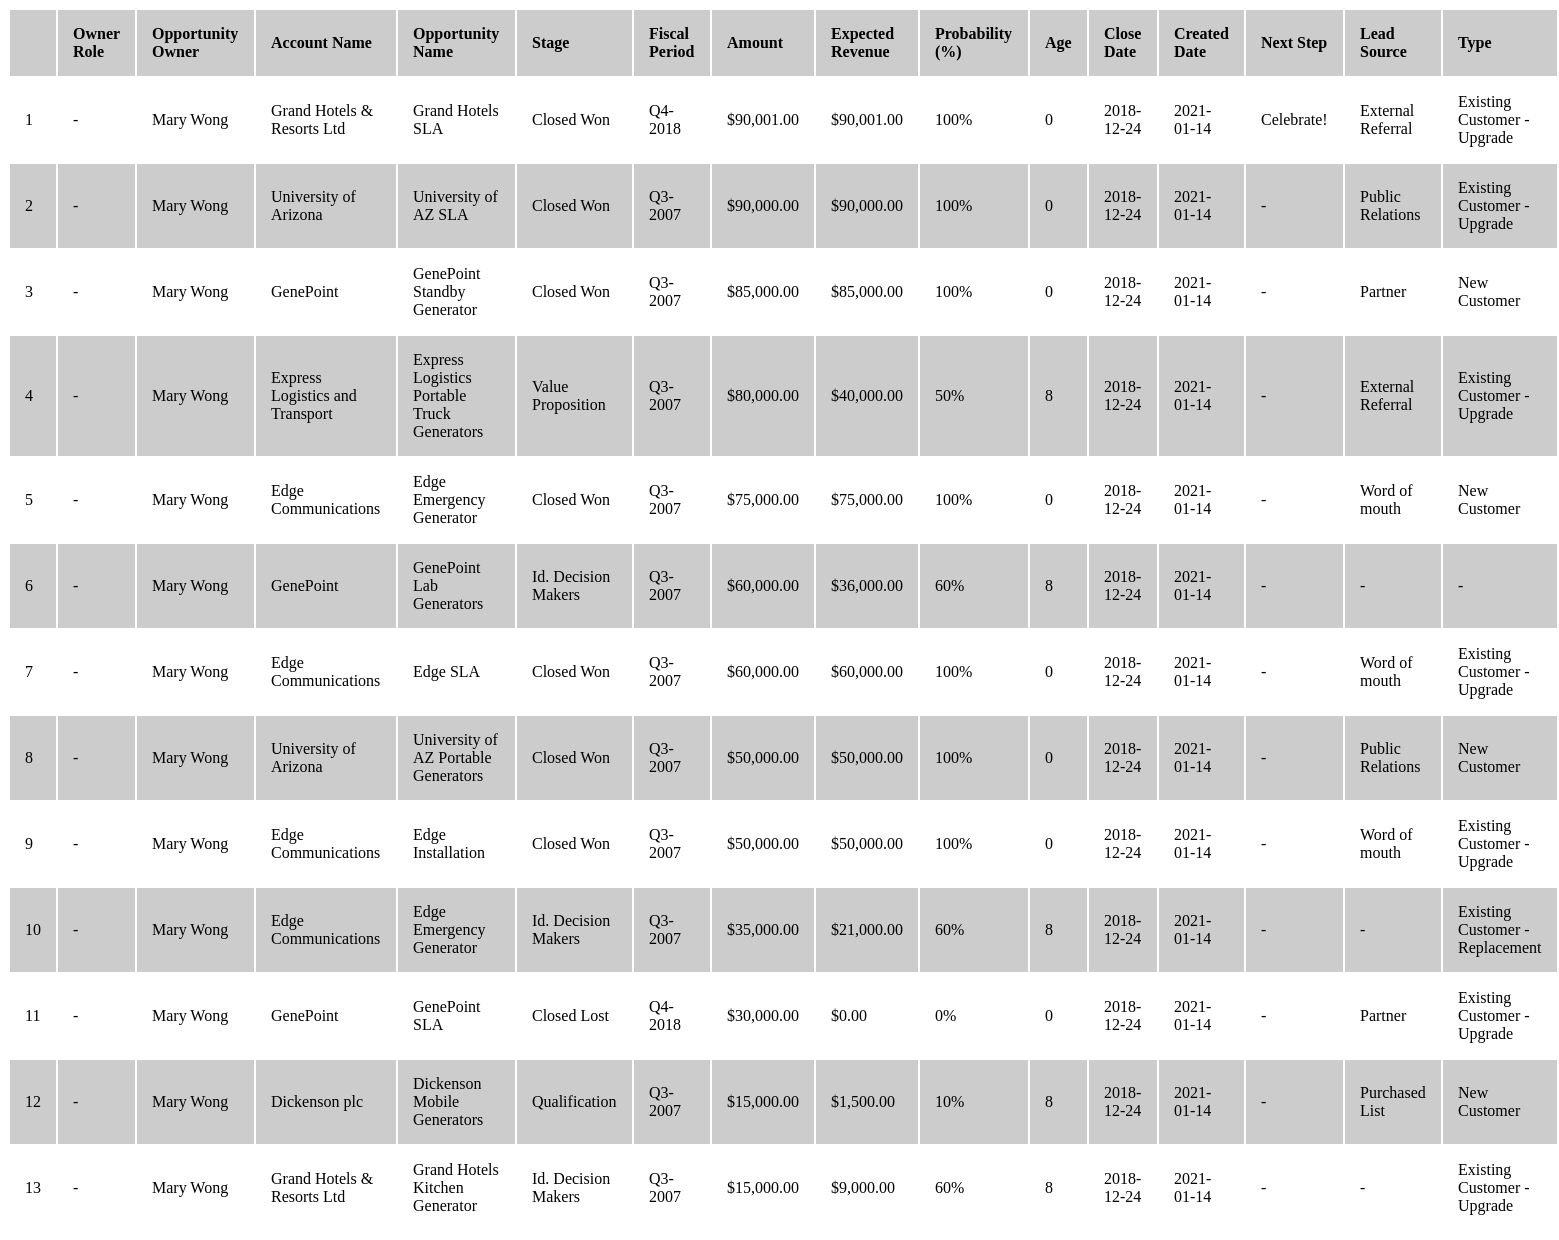 Owner Role Opportunity Owner Account Name Opportunity Name Stage Fiscal Period Amount Expected Revenue Probability (%) Age Close Date Created Date Next Step Lead Source Type
1 - Mary Wong Grand Hotels & Resorts Ltd Grand Hotels SLA Closed Won Q4-2018 $90,001.00 $90,001.00 100% 0 2018-12-24 2021-01-14 Celebrate! External Referral Existing Customer - Upgrade
2 - Mary Wong University of Arizona University of AZ SLA Closed Won Q3-2007 $90,000.00 $90,000.00 100% 0 2018-12-24 2021-01-14 - Public Relations Existing Customer - Upgrade
3 - Mary Wong GenePoint GenePoint Standby Generator Closed Won Q3-2007 $85,000.00 $85,000.00 100% 0 2018-12-24 2021-01-14 - Partner New Customer
4 - Mary Wong Express Logistics and Transport Express Logistics Portable Truck Generators Value Proposition Q3-2007 $80,000.00 $40,000.00 50% 8 2018-12-24 2021-01-14 - External Referral Existing Customer - Upgrade
5 - Mary Wong Edge Communications Edge Emergency Generator Closed Won Q3-2007 $75,000.00 $75,000.00 100% 0 2018-12-24 2021-01-14 - Word of mouth New Customer
6 - Mary Wong GenePoint GenePoint Lab Generators Id. Decision Makers Q3-2007 $60,000.00 $36,000.00 60% 8 2018-12-24 2021-01-14 - - -
7 - Mary Wong Edge Communications Edge SLA Closed Won Q3-2007 $60,000.00 $60,000.00 100% 0 2018-12-24 2021-01-14 - Word of mouth Existing Customer - Upgrade
8 - Mary Wong University of Arizona University of AZ Portable Generators Closed Won Q3-2007 $50,000.00 $50,000.00 100% 0 2018-12-24 2021-01-14 - Public Relations New Customer
9 - Mary Wong Edge Communications Edge Installation Closed Won Q3-2007 $50,000.00 $50,000.00 100% 0 2018-12-24 2021-01-14 - Word of mouth Existing Customer - Upgrade
10 - Mary Wong Edge Communications Edge Emergency Generator Id. Decision Makers Q3-2007 $35,000.00 $21,000.00 60% 8 2018-12-24 2021-01-14 - - Existing Customer - Replacement
11 - Mary Wong GenePoint GenePoint SLA Closed Lost Q4-2018 $30,000.00 $0.00 0% 0 2018-12-24 2021-01-14 - Partner Existing Customer - Upgrade
12 - Mary Wong Dickenson plc Dickenson Mobile Generators Qualification Q3-2007 $15,000.00 $1,500.00 10% 8 2018-12-24 2021-01-14 - Purchased List New Customer
13 - Mary Wong Grand Hotels & Resorts Ltd Grand Hotels Kitchen Generator Id. Decision Makers Q3-2007 $15,000.00 $9,000.00 60% 8 2018-12-24 2021-01-14 - - Existing Customer - Upgrade